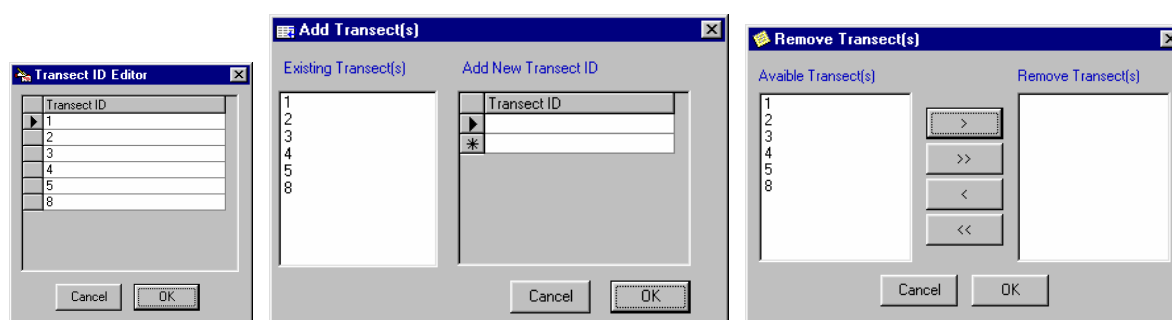 Transect ID Editor
Transect ID
1
2
3
4
5
8
Cancel
OK
Add Transect(s)
Existing Transect(s)
Add New Transect ID
1
2
3
4
5
8
Transect ID
Cancel
OK
Remove Transect(s)
Avaible Transect(s)
Remove Transect(s)
1
2
3
4
5
8
>
>>
<
<<
Cancel
OK